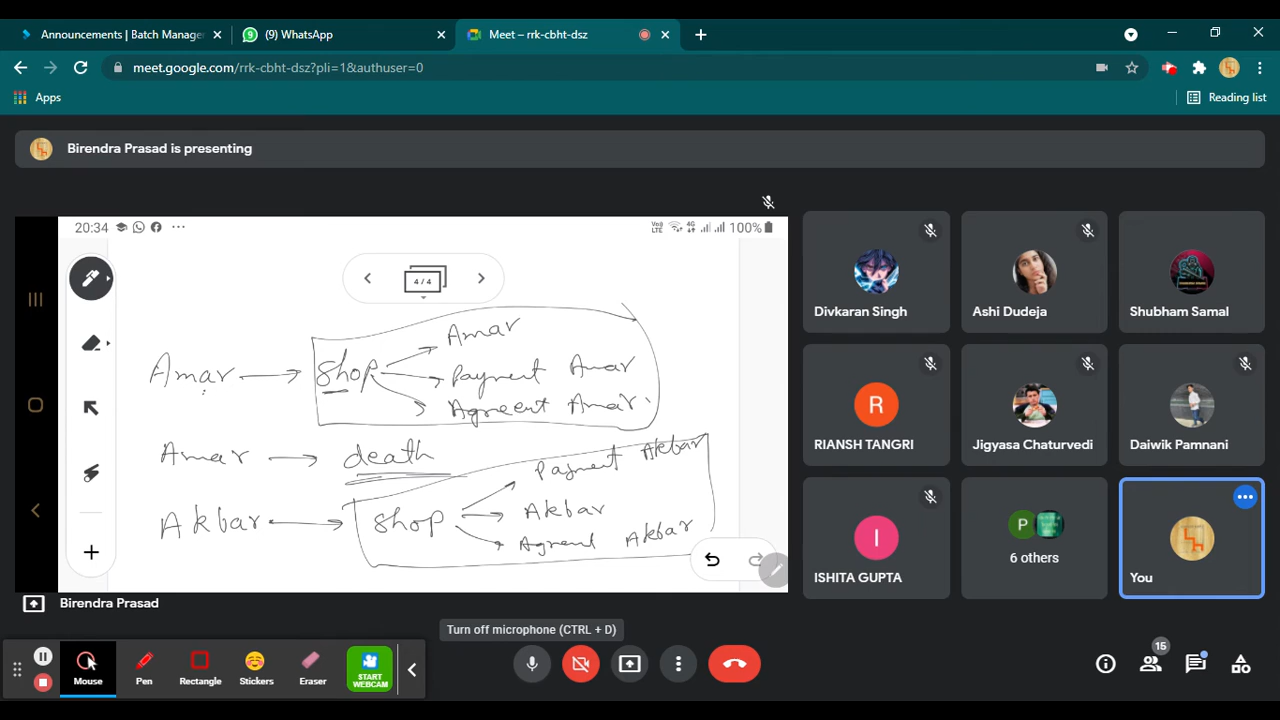 Announcements | Batch Manage
(9) WhatsApp
Meet – rrk-cbht-dsz
meet.google.com/rrk-cbht-dsz?pli=1&authuser=0
Apps
Reading list
Birendra Prasad is presenting
20:34
VoLTE 4G 100%
4 / 4
Amar
Amar → shop → Payment Amar
Agreent Amar
Amar → death
Payment Akbar
Akbar → shop → Akbar
Agreent Akbar
Birendra Prasad
Divkaran Singh
Ashi Dudeja
Shubham Samal
R
RIANSH TANGRI
Jigyasa Chaturvedi
Daiwik Pamnani
I
ISHITA GUPTA
P
6 others
You
Turn off microphone (CTRL + D)
15
Mouse
Pen
Rectangle
Stickers
Eraser
START
WEBCAM